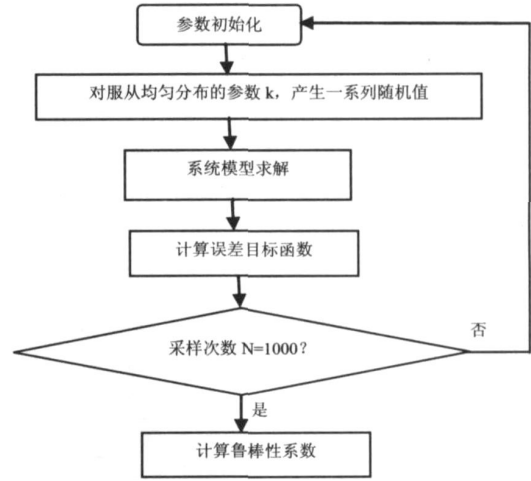 参数初始化
对服从均匀分布的参数 k，产生一系列随机值
系统模型求解
计算误差目标函数
采样次数 N=1000？
否
是
计算鲁棒性系数